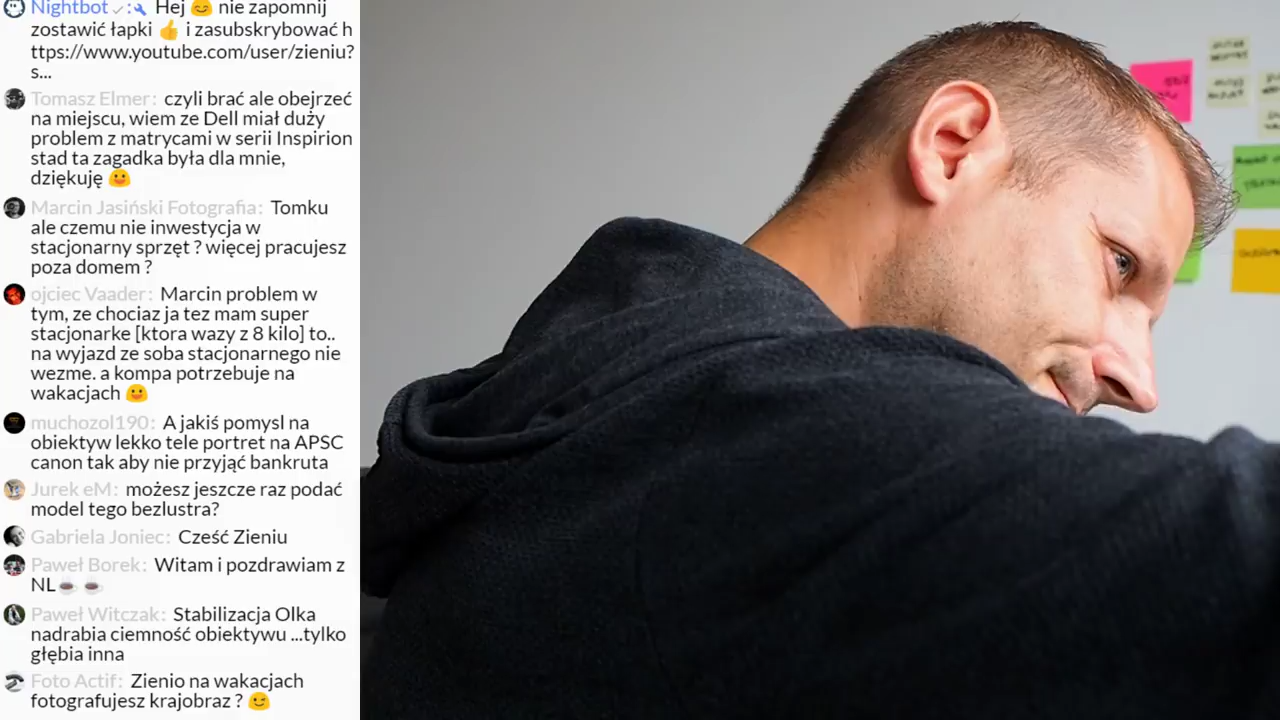 Nightbot: Hej 😊 nie zapomnij
zostawić łapki 👍 i zasubskrybować h
ttps://www.youtube.com/user/zieniu?
s...
Tomasz Elmer: czyli brać ale obejrzeć
na miejscu, wiem ze Dell miał duży
problem z matrycami w serii Inspirion
stad ta zagadka była dla mnie,
dziękuję 😀
Marcin Jasiński Fotografia: Tomku
ale czemu nie inwestycja w
stacjonarny sprzęt ? więcej pracujesz
poza domem ?
ojciec Vaader: Marcin problem w
tym, ze chociaz ja tez mam super
stacjonarke [ktora wazy z 8 kilo] to..
na wyjazd ze soba stacjonarnego nie
wezme. a kompa potrzebuje na
wakacjach 😀
muchozol190: A jakiś pomysl na
obiektyw lekko tele portret na APSC
canon tak aby nie przyjąć bankruta
Jurek eM: możesz jeszcze raz podać
model tego bezlustra?
Gabriela Joniec: Cześć Zieniu
Paweł Borek: Witam i pozdrawiam z
NL☕ ☕
Paweł Witczak: Stabilizacja Olka
nadrabia ciemność obiektywu ...tylko
głębia inna
Foto Actif: Zienio na wakacjach
fotografujesz krajobraz ? 😉